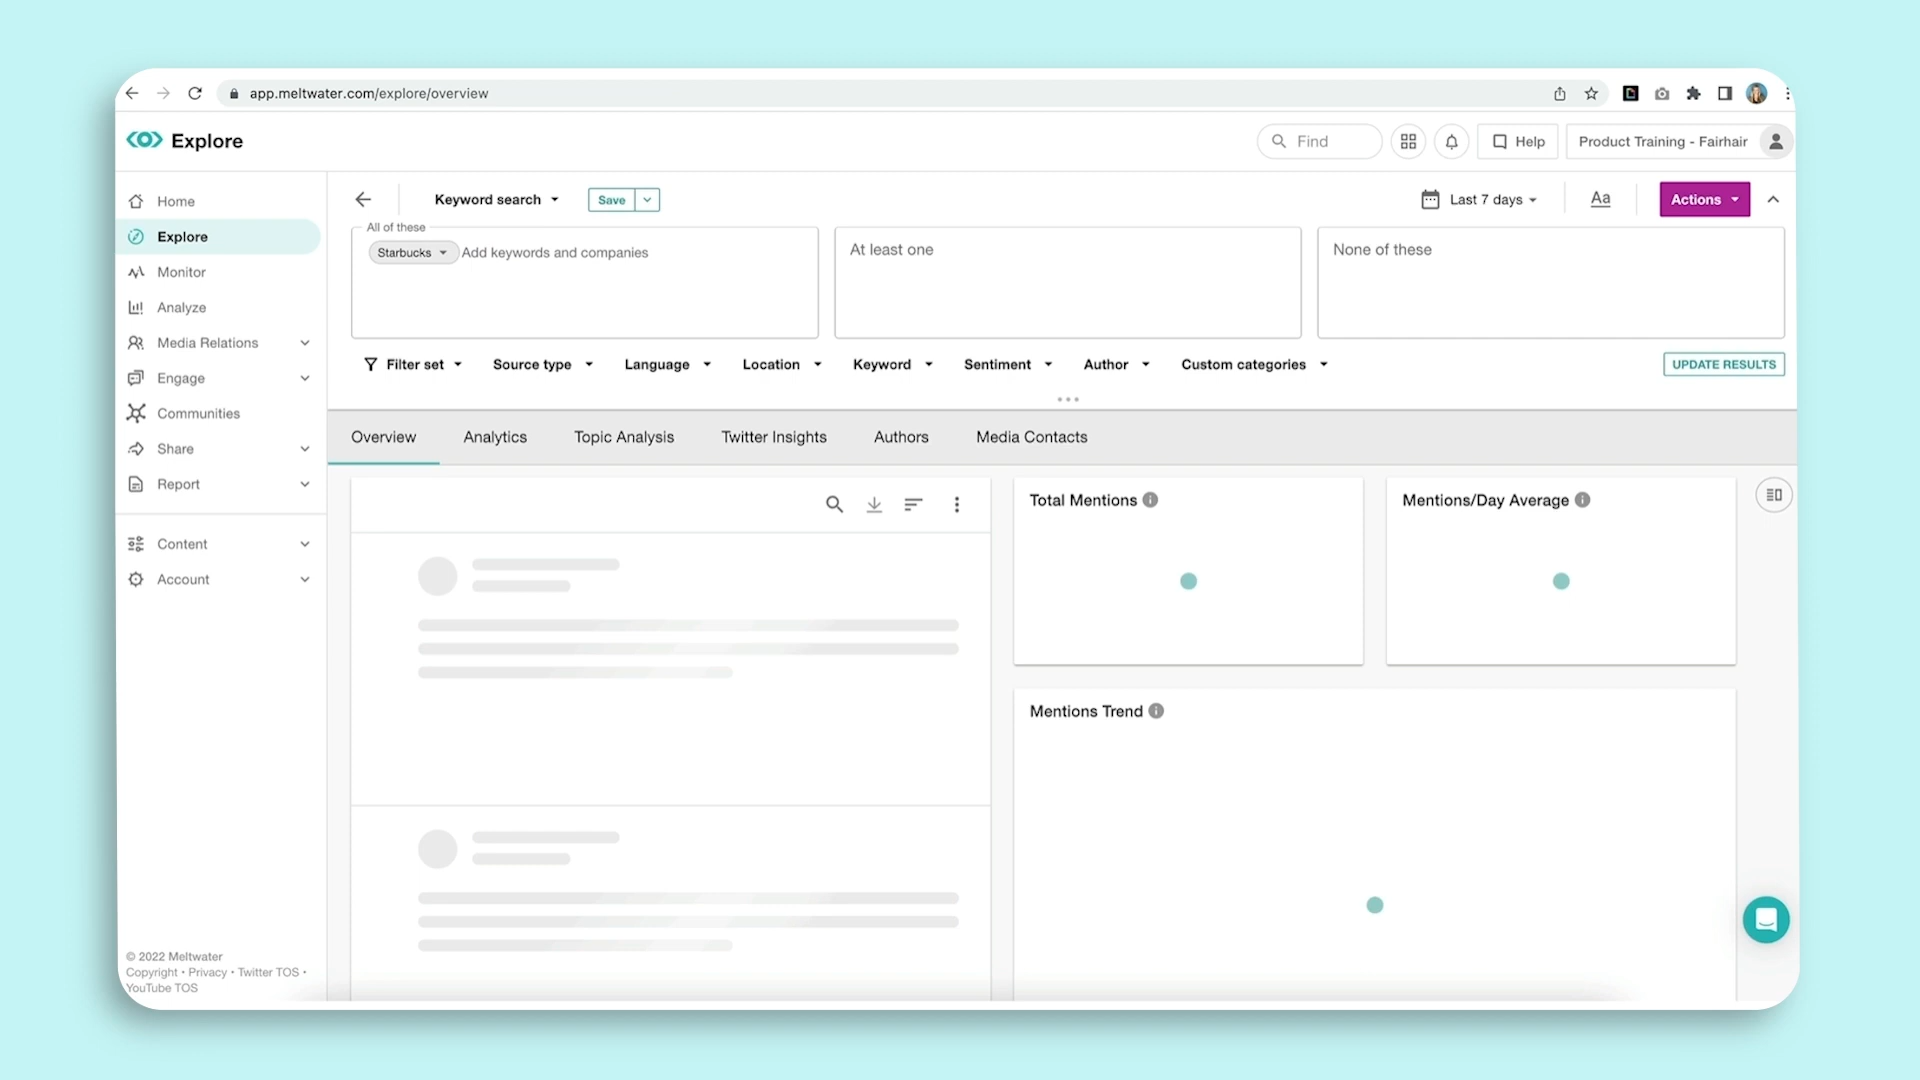 app.meltwater.com/explore/overview
Explore
Find
Help
Product Training - Fairhair
Home
Explore
Monitor
Analyze
Media Relations
Engage
Communities
Share
Report
Content
Account
© 2022 Meltwater
Copyright • Privacy • Twitter TOS •
YouTube TOS
Keyword search
Save
Last 7 days
Aa
Actions
All of these
Starbucks
Add keywords and companies
At least one
None of these
Filter set
Source type
Language
Location
Keyword
Sentiment
Author
Custom categories
UPDATE RESULTS
Overview
Analytics
Topic Analysis
Twitter Insights
Authors
Media Contacts
Total Mentions
Mentions/Day Average
Mentions Trend